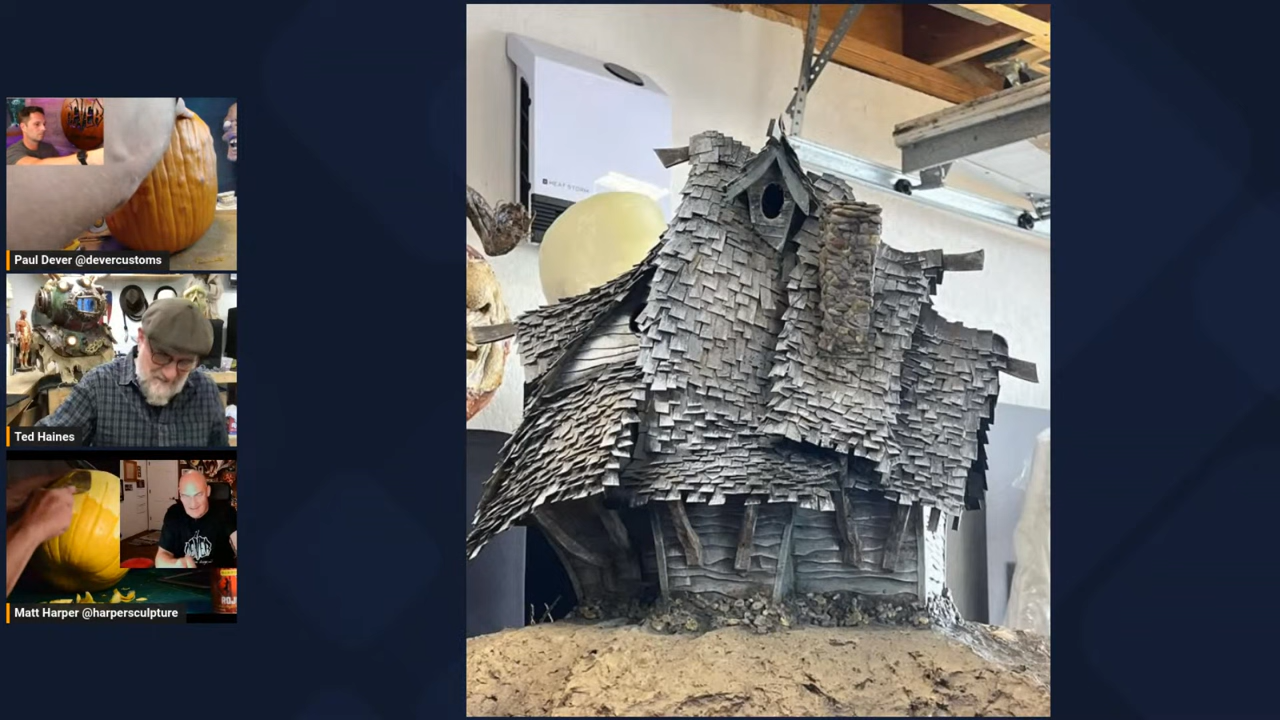 Paul Dever @devercustoms
Ted Haines
Matt Harper @harpersculpture
HEAT STORM